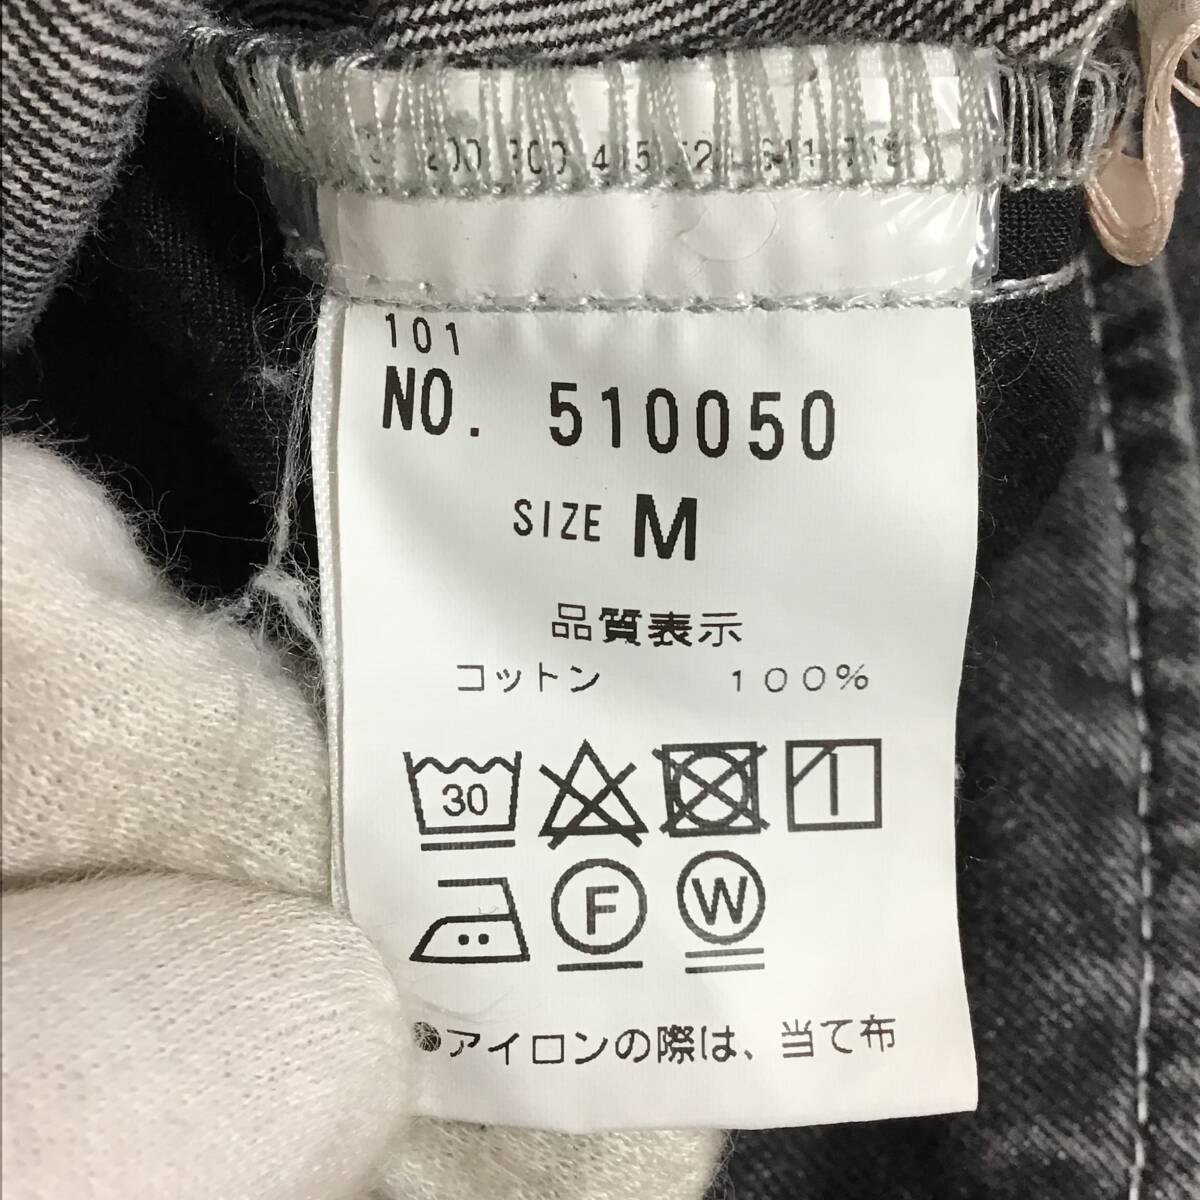 101
NO. 510050
SIZE M
品質表示
コットン 100%
30
F W
●アイロンの際は、当て布